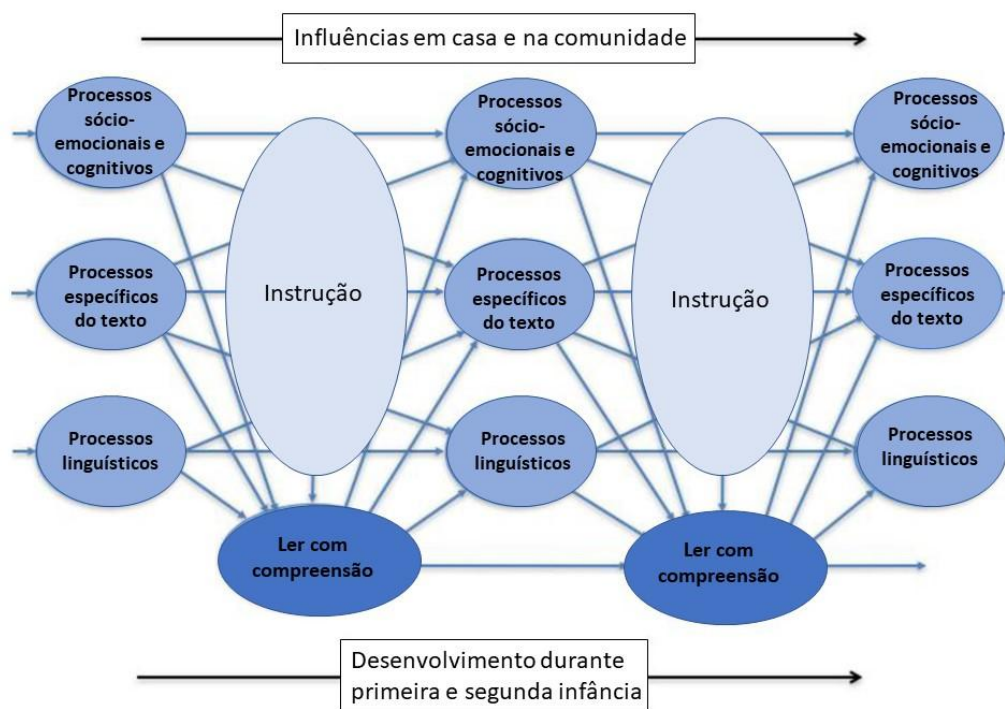 Influências em casa e na comunidade
Processos
sócio-
emocionais e
cognitivos
Processos
sócio-
emocionais e
cognitivos
Processos
sócio-
emocionais e
cognitivos
Processos
específicos
do texto
Instrução
Processos
específicos
do texto
Instrução
Processos
específicos
do texto
Processos
linguísticos
Processos
linguísticos
Processos
linguísticos
Ler com
compreensão
Ler com
compreensão
Desenvolvimento durante
primeira e segunda infância